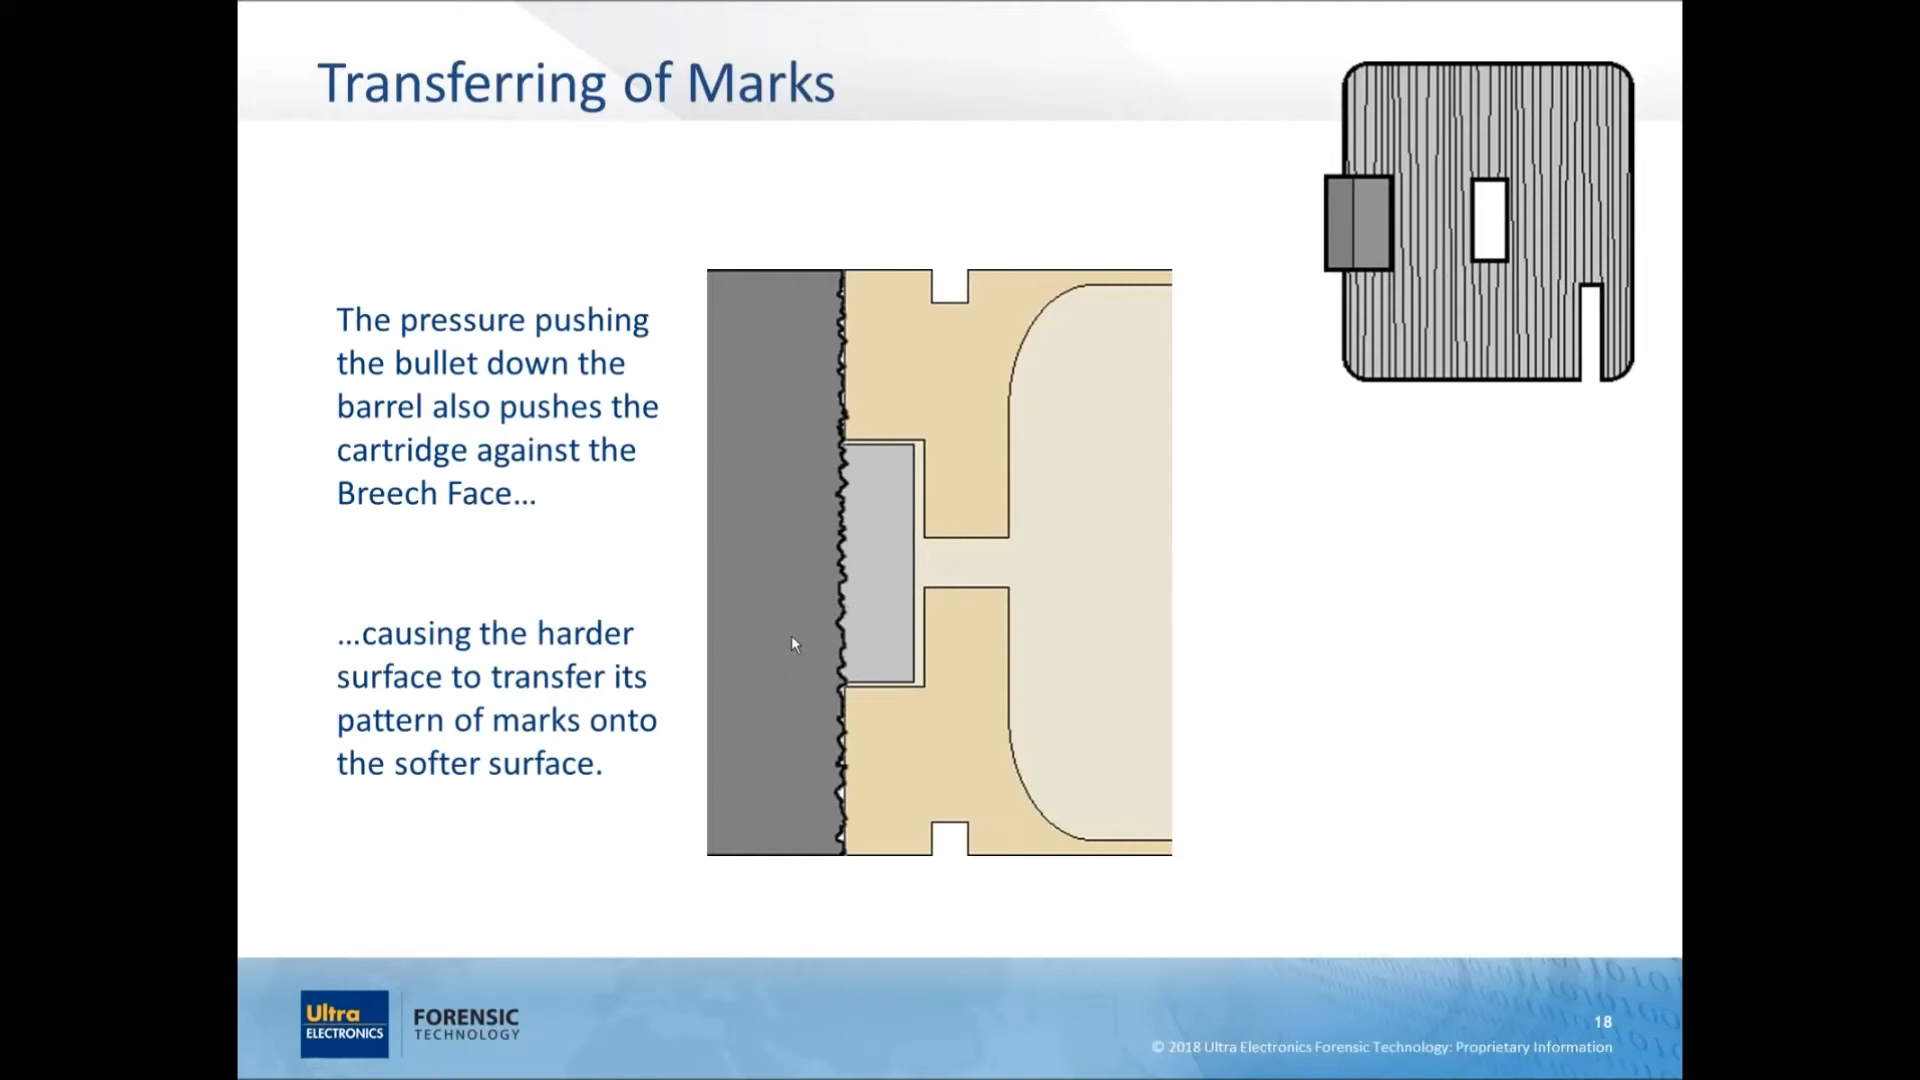 Transferring of Marks
The pressure pushing
the bullet down the
barrel also pushes the
cartridge against the
Breech Face...
...causing the harder
surface to transfer its
pattern of marks onto
the softer surface.
Ultra
ELECTRONICS
FORENSIC
TECHNOLOGY
18
© 2018 Ultra Electronics Forensic Technology: Proprietary Information